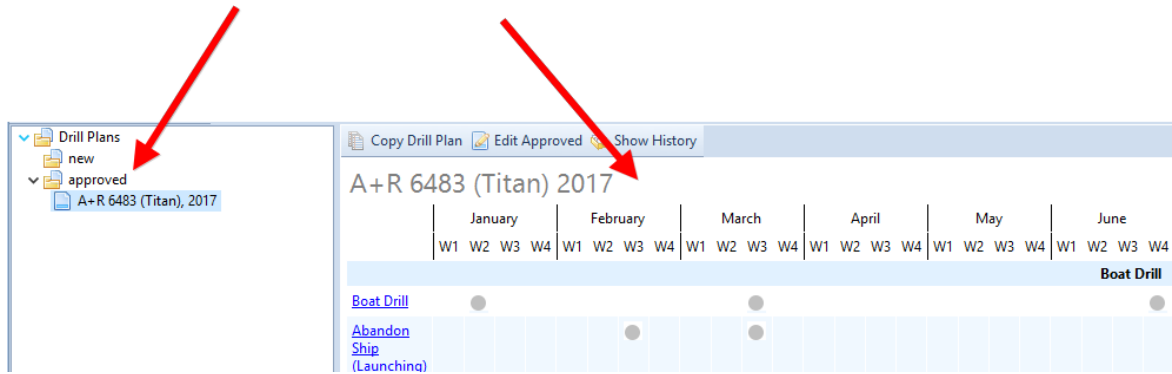 Drill Plans
new
approved
A+R 6483 (Titan), 2017
Copy Drill Plan Edit Approved Show History
A+R 6483 (Titan) 2017
January February March April May June
W1 W2 W3 W4 W1 W2 W3 W4 W1 W2 W3 W4 W1 W2 W3 W4 W1 W2 W3 W4 W1 W2 W3 W4
Boat Drill
Boat Drill
Abandon
Ship
(Launching)